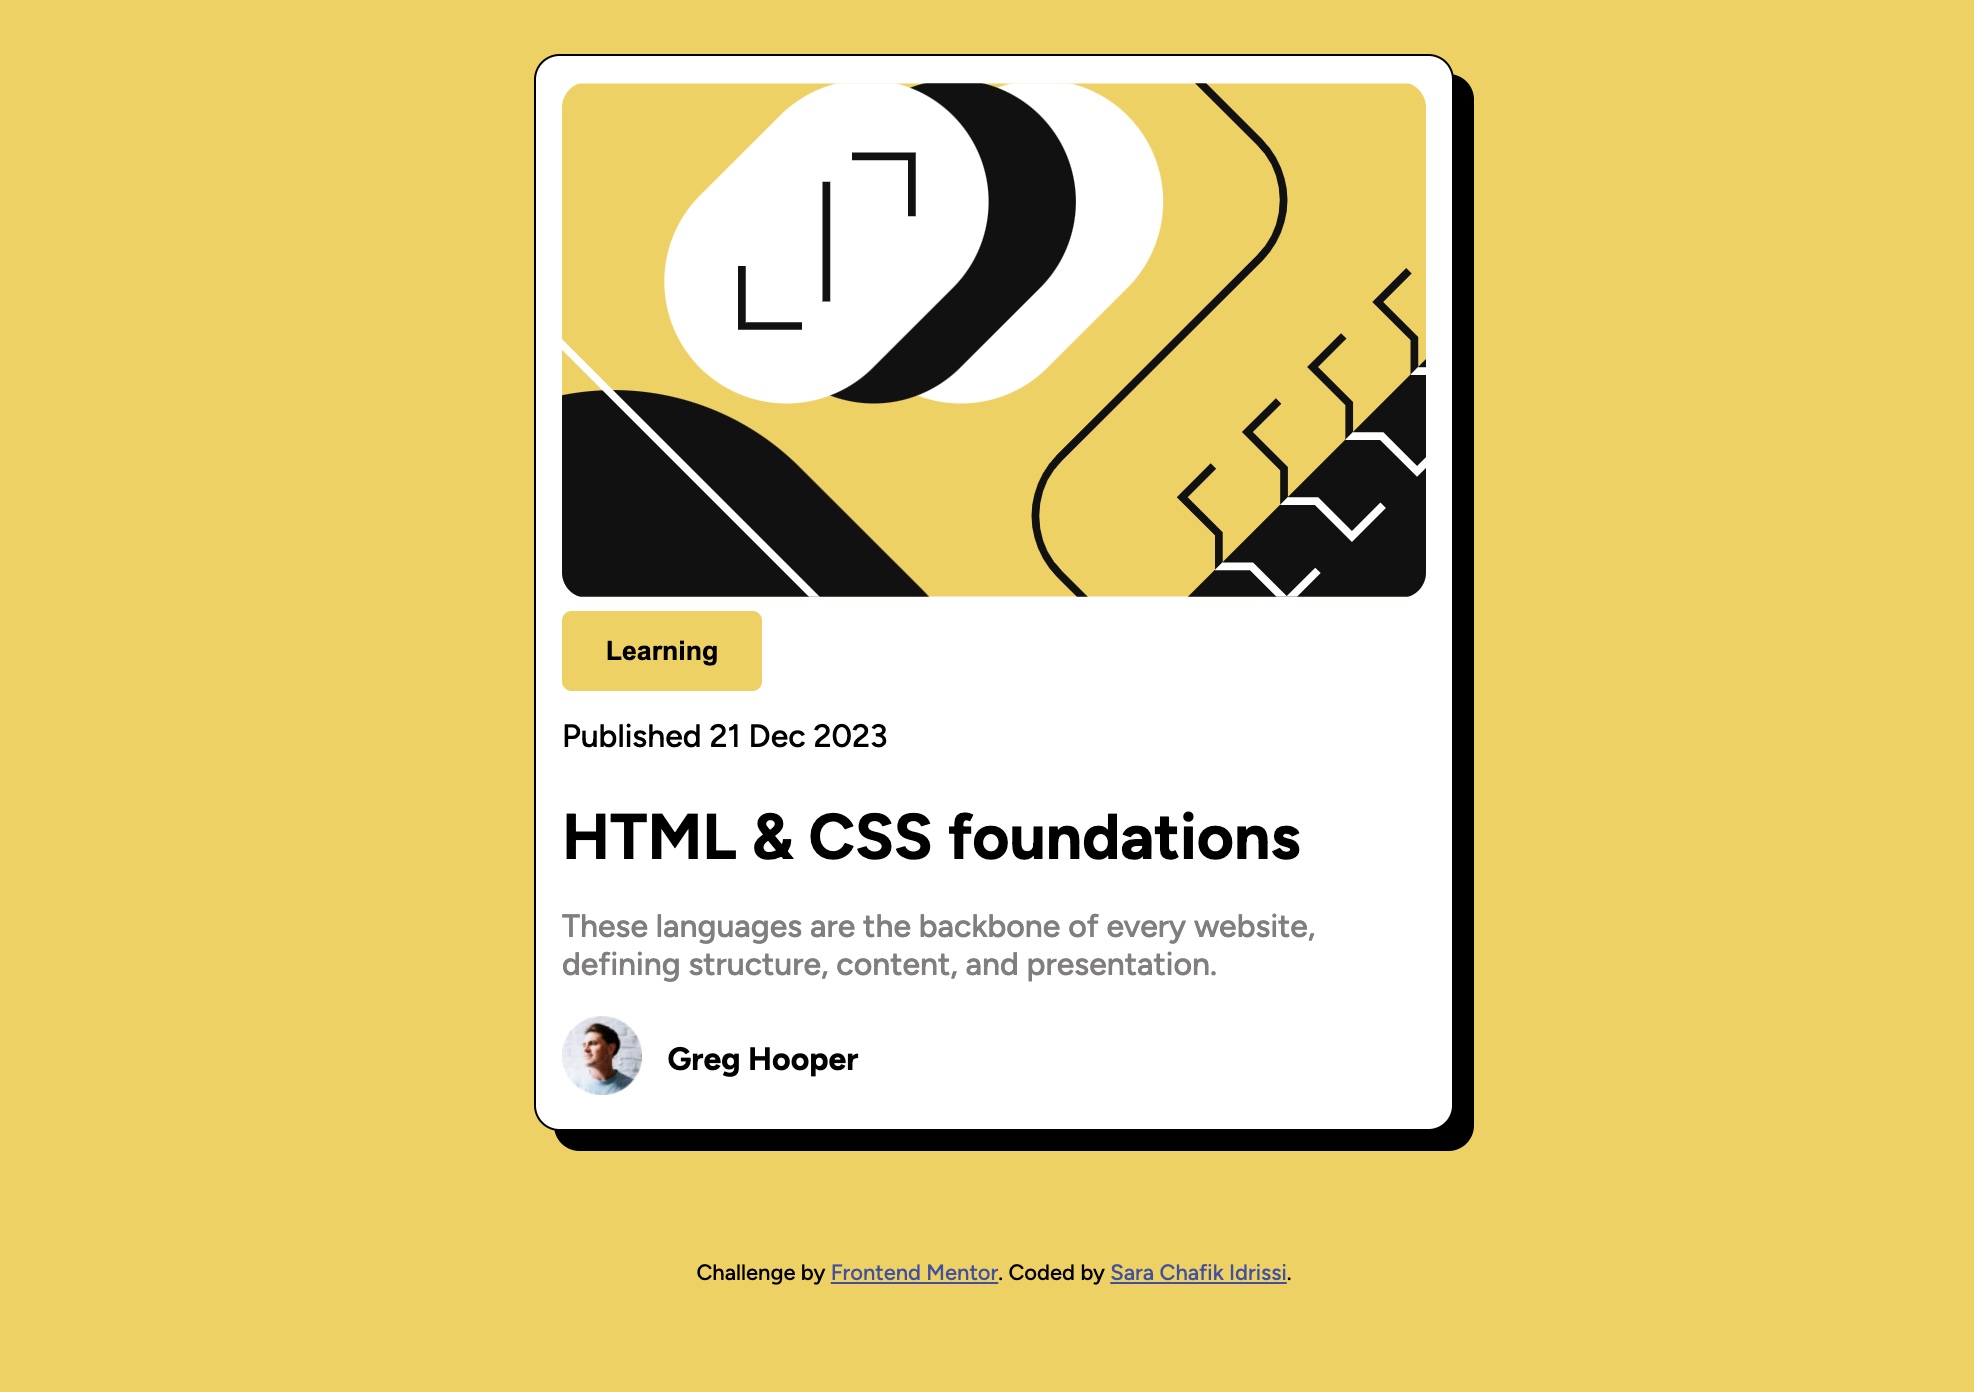 Learning
Published 21 Dec 2023
HTML & CSS foundations
These languages are the backbone of every website,
defining structure, content, and presentation.
Greg Hooper
Challenge by Frontend Mentor. Coded by Sara Chafik Idrissi.